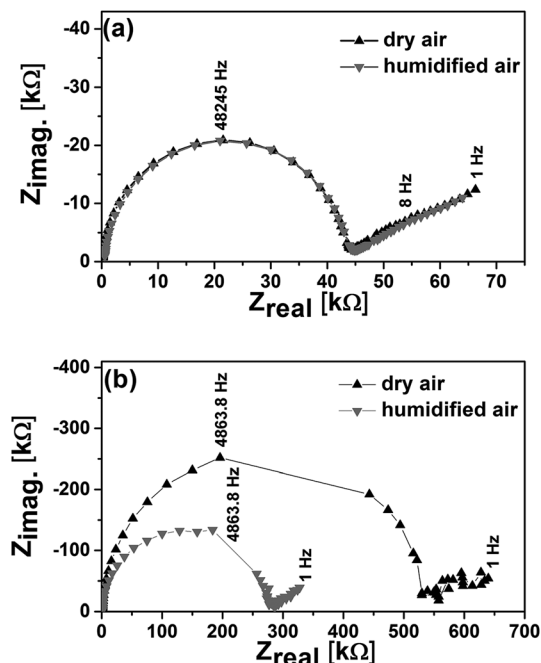 (a)
dry air
humidified air
48245 Hz
8 Hz
1 Hz
Zimag. [kΩ]
-40
-30
-20
-10
0
0 10 20 30 40 50 60 70
Zreal [kΩ]
(b)
dry air
humidified air
4863.8 Hz
4863.8 Hz
1 Hz
1 Hz
Zimag. [kΩ]
-400
-300
-200
-100
0
0 100 200 300 400 500 600 700
Zreal [kΩ]